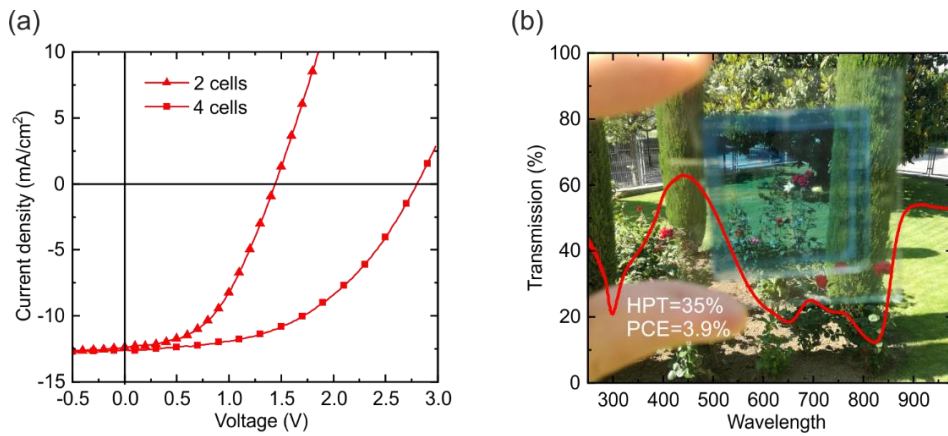 (a)
10
5
0
-5
-10
-15
-0.5
0.0
0.5
1.0
1.5
2.0
2.5
3.0
Current density (mA/cm²)
Voltage (V)
2 cells
4 cells
(b)
100
80
60
40
20
0
300
400
500
600
700
800
900
Transmission (%)
Wavelength
HPT=35%
PCE=3.9%